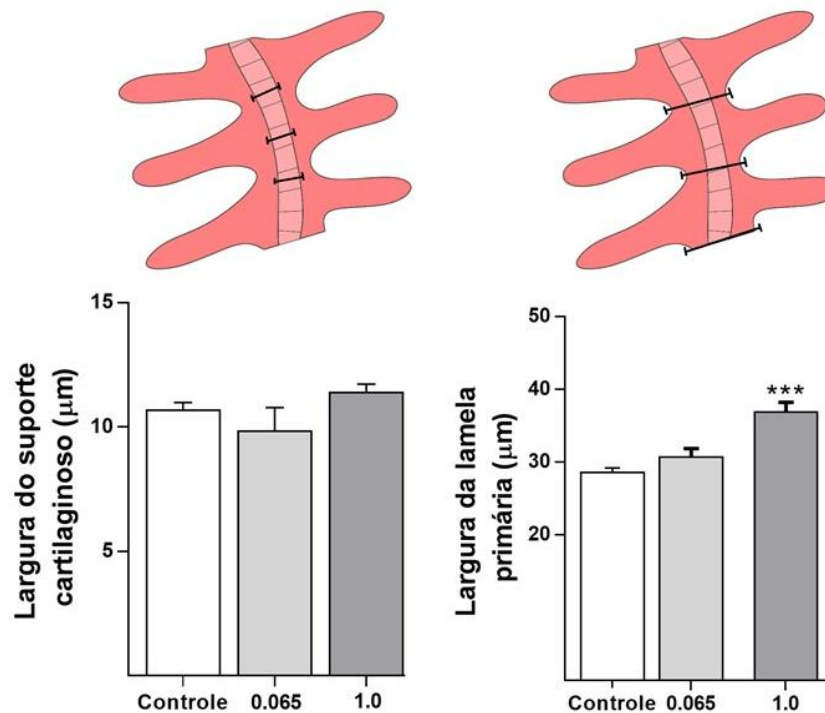 Largura do suporte
cartilaginoso (μm)
15
10
5
Controle 0.065 1.0
Largura da lamela
primária (μm)
50
40
30
20
***
Controle 0.065 1.0